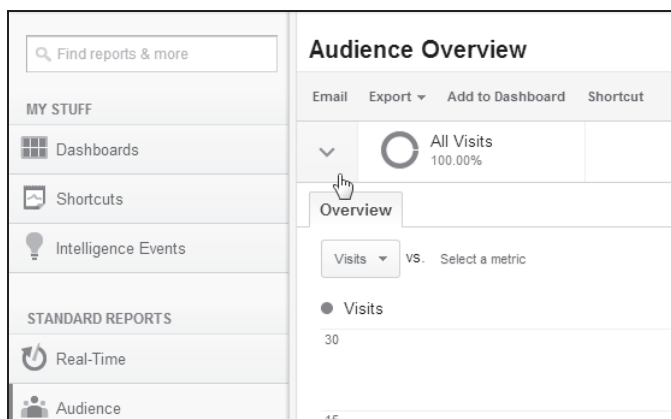 Find reports & more
MY STUFF
Dashboards
Shortcuts
Intelligence Events
STANDARD REPORTS
Real-Time
Audience
Audience Overview
Email Export Add to Dashboard Shortcut
All Visits
100.00%
Overview
Visits VS. Select a metric
Visits
30
15